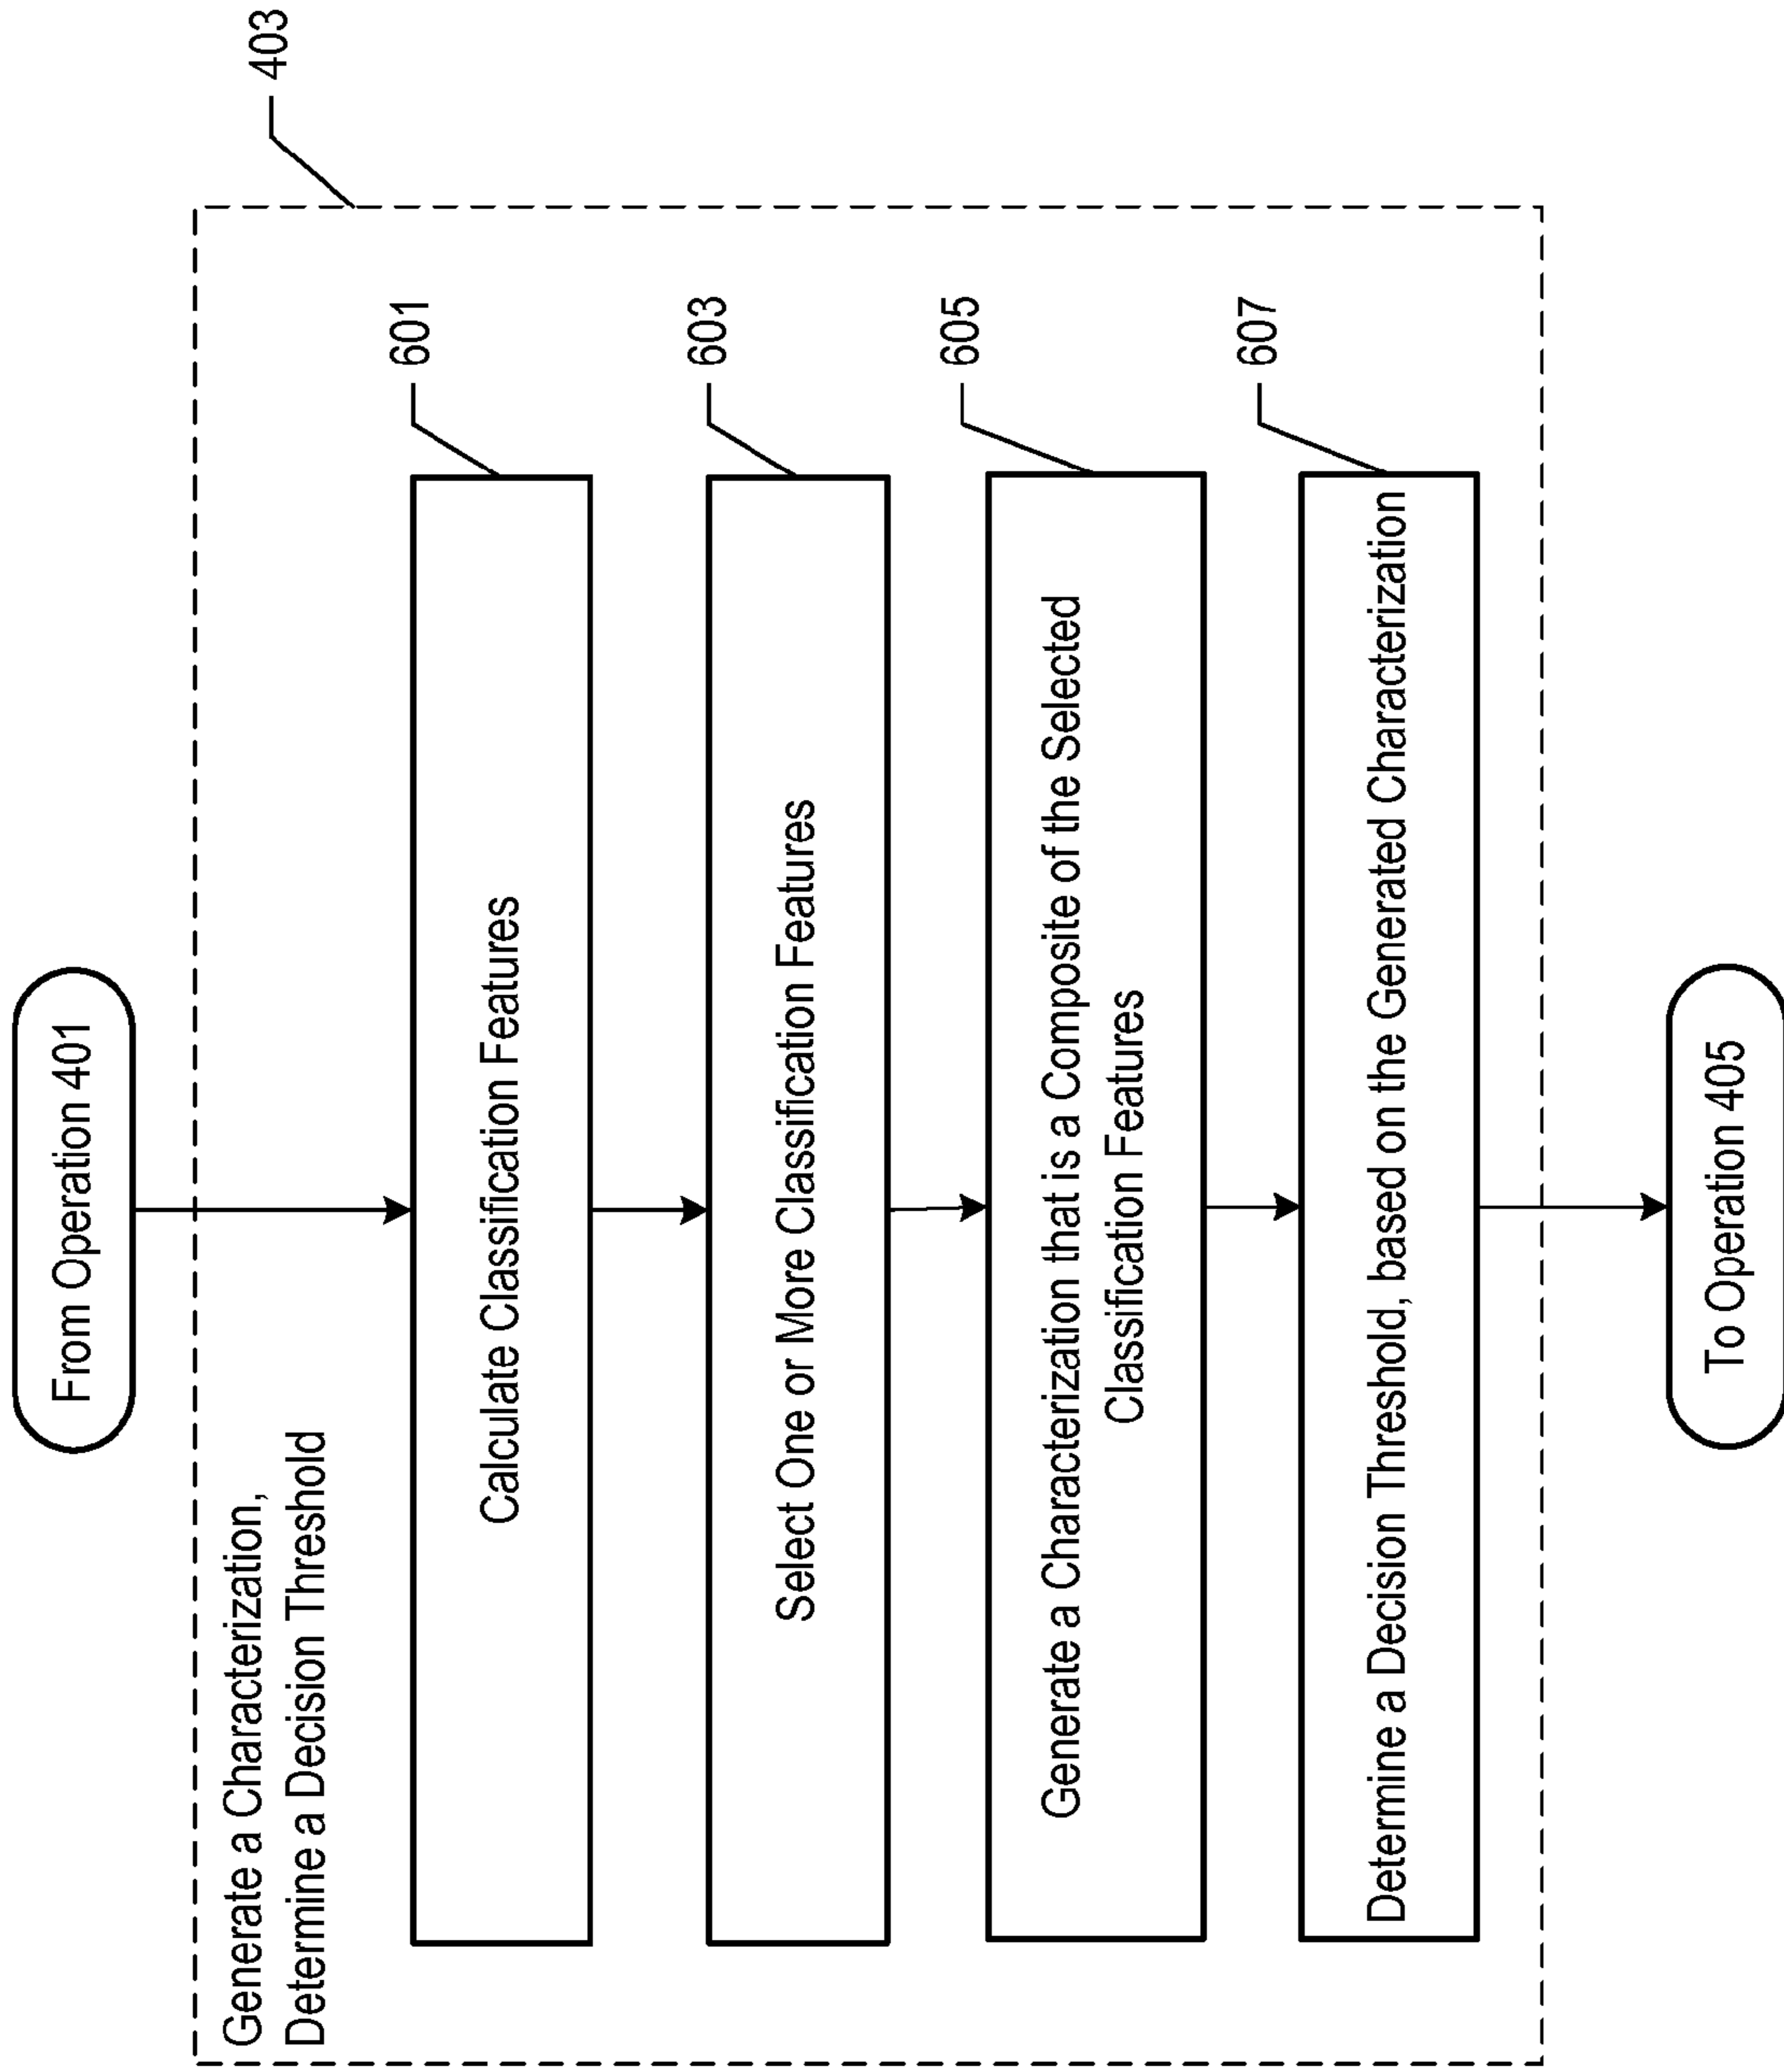 From Operation 401
403
Generate a Characterization,
Determine a Decision Threshold
601
Calculate Classification Features
603
Select One or More Classification Features
605
Generate a Characterization that is a Composite of the Selected
Classification Features
607
Determine a Decision Threshold, based on the Generated Characterization
To Operation 405